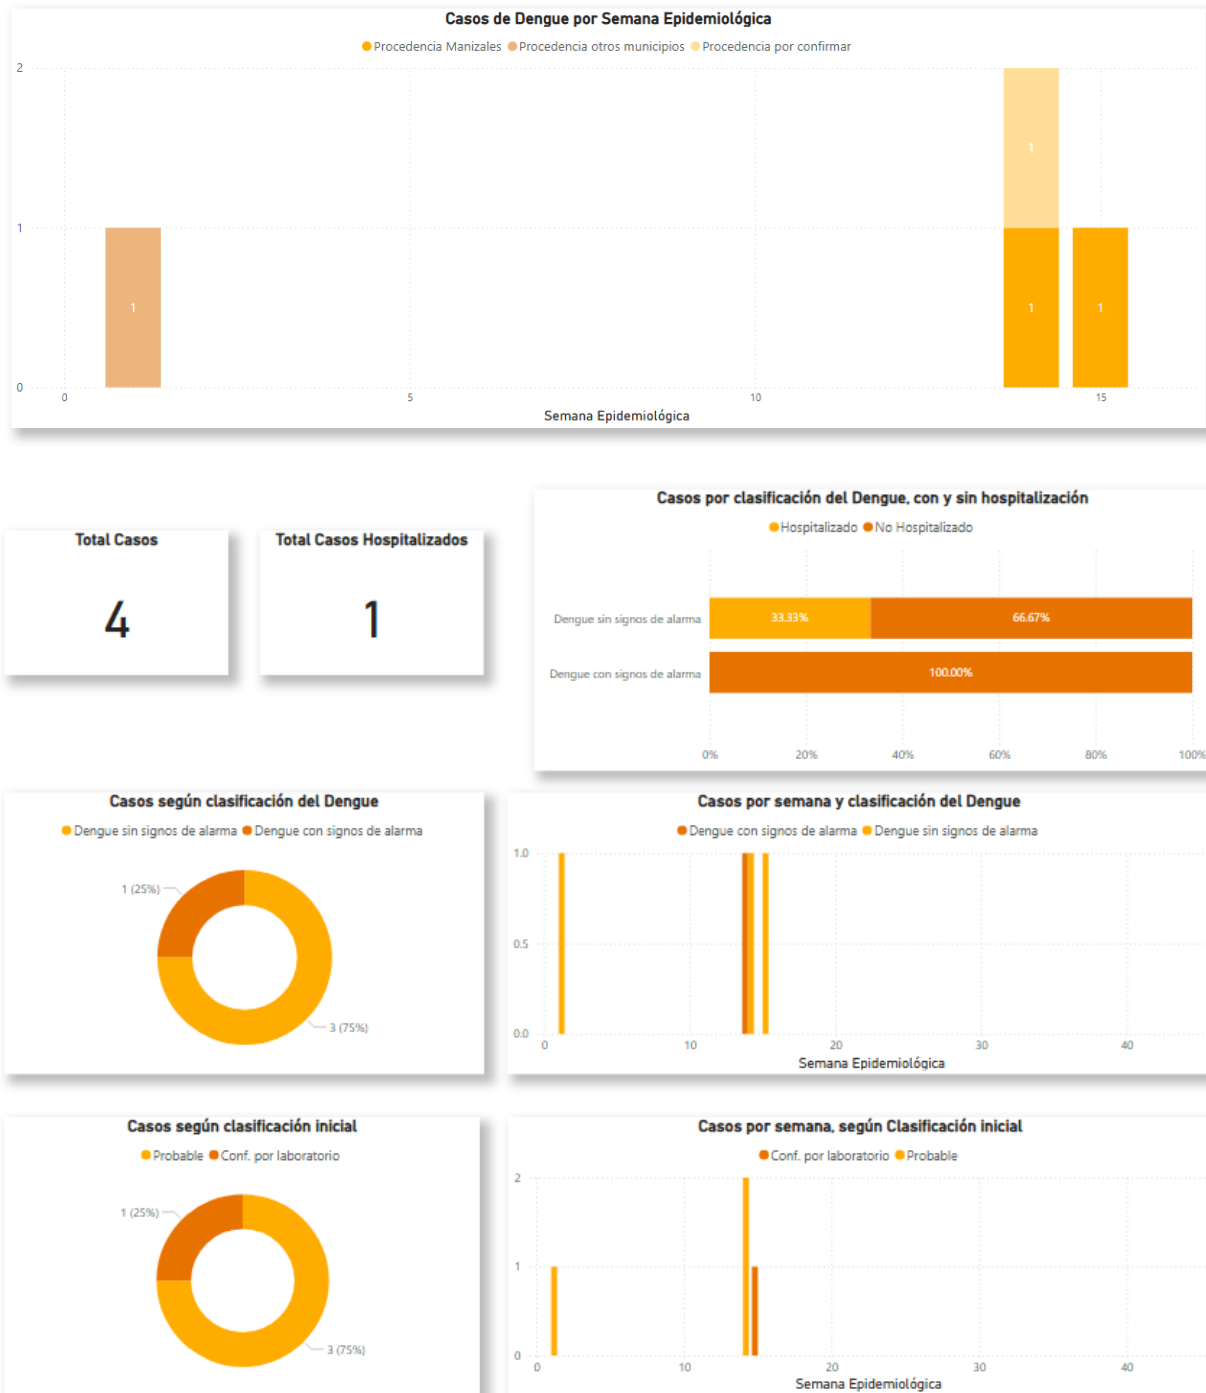 Casos de Dengue por Semana Epidemiológica
Procedencia Manizales Procedencia otros municipios Procedencia por confirmar
2
1
0
1
1
1
1
0 5 10 15
Semana Epidemiológica
Total Casos
4
Total Casos Hospitalizados
1
Casos por clasificación del Dengue, con y sin hospitalización
Hospitalizado No Hospitalizado
Dengue sin signos de alarma 33.33% 66.67%
Dengue con signos de alarma 100.00%
0% 20% 40% 60% 80% 100%
Casos según clasificación del Dengue
Dengue sin signos de alarma Dengue con signos de alarma
1 (25%)
3 (75%)
Casos por semana y clasificación del Dengue
Dengue con signos de alarma Dengue sin signos de alarma
1.0
0.5
0.0
0 10 20 30 40
Semana Epidemiológica
Casos según clasificación inicial
Probable Conf. por laboratorio
1 (25%)
3 (75%)
Casos por semana, según Clasificación inicial
Conf. por laboratorio Probable
2
1
0
0 10 20 30 40
Semana Epidemiológica